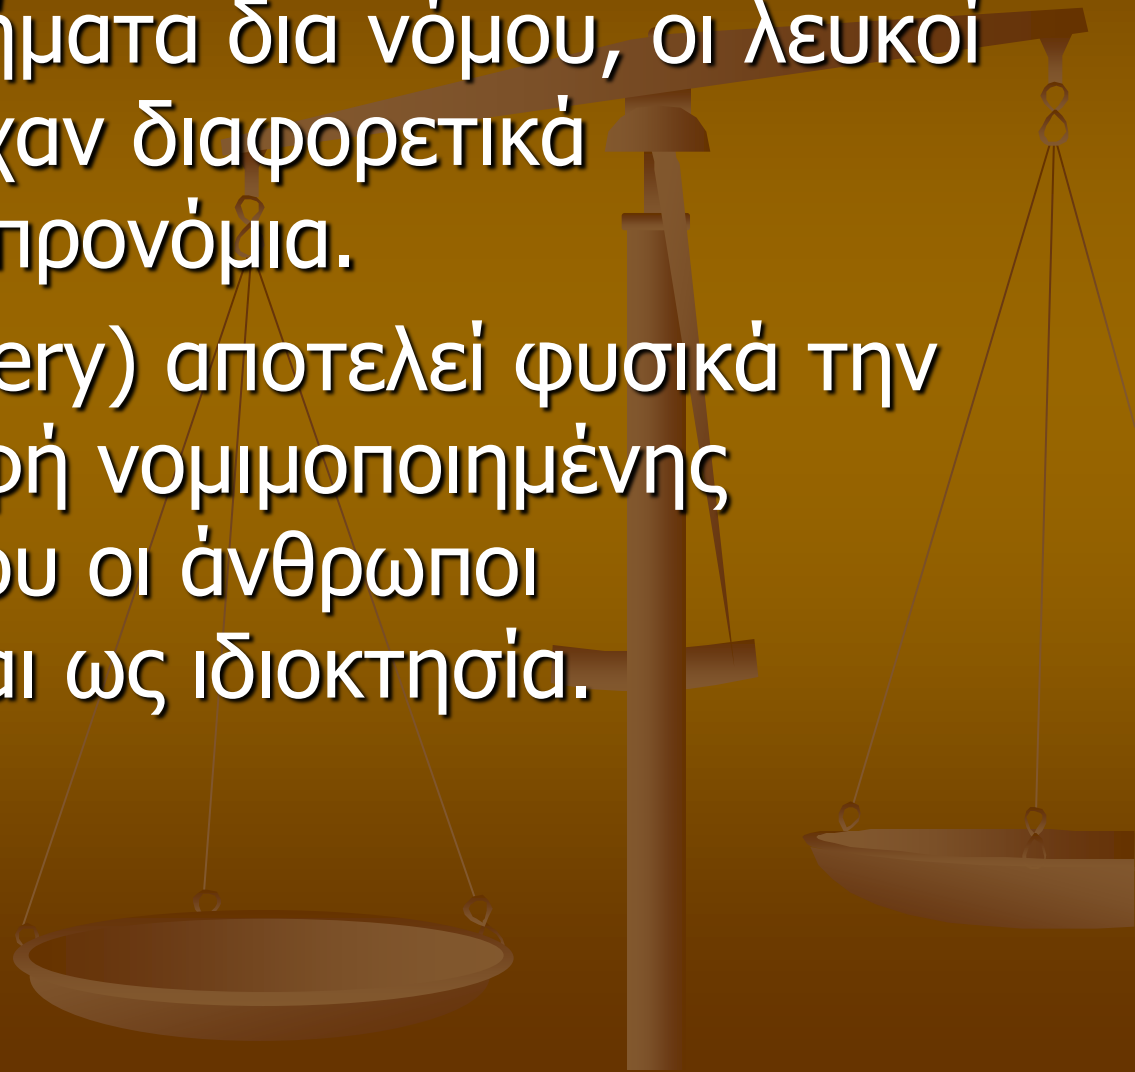 ήματα δια νόμου, οι λευκοί
χαν διαφορετικά
προνόμια.
ery) αποτελεί φυσικά την
φή νομιμοποιημένης
ου οι άνθρωποι
αι ως ιδιοκτησία.